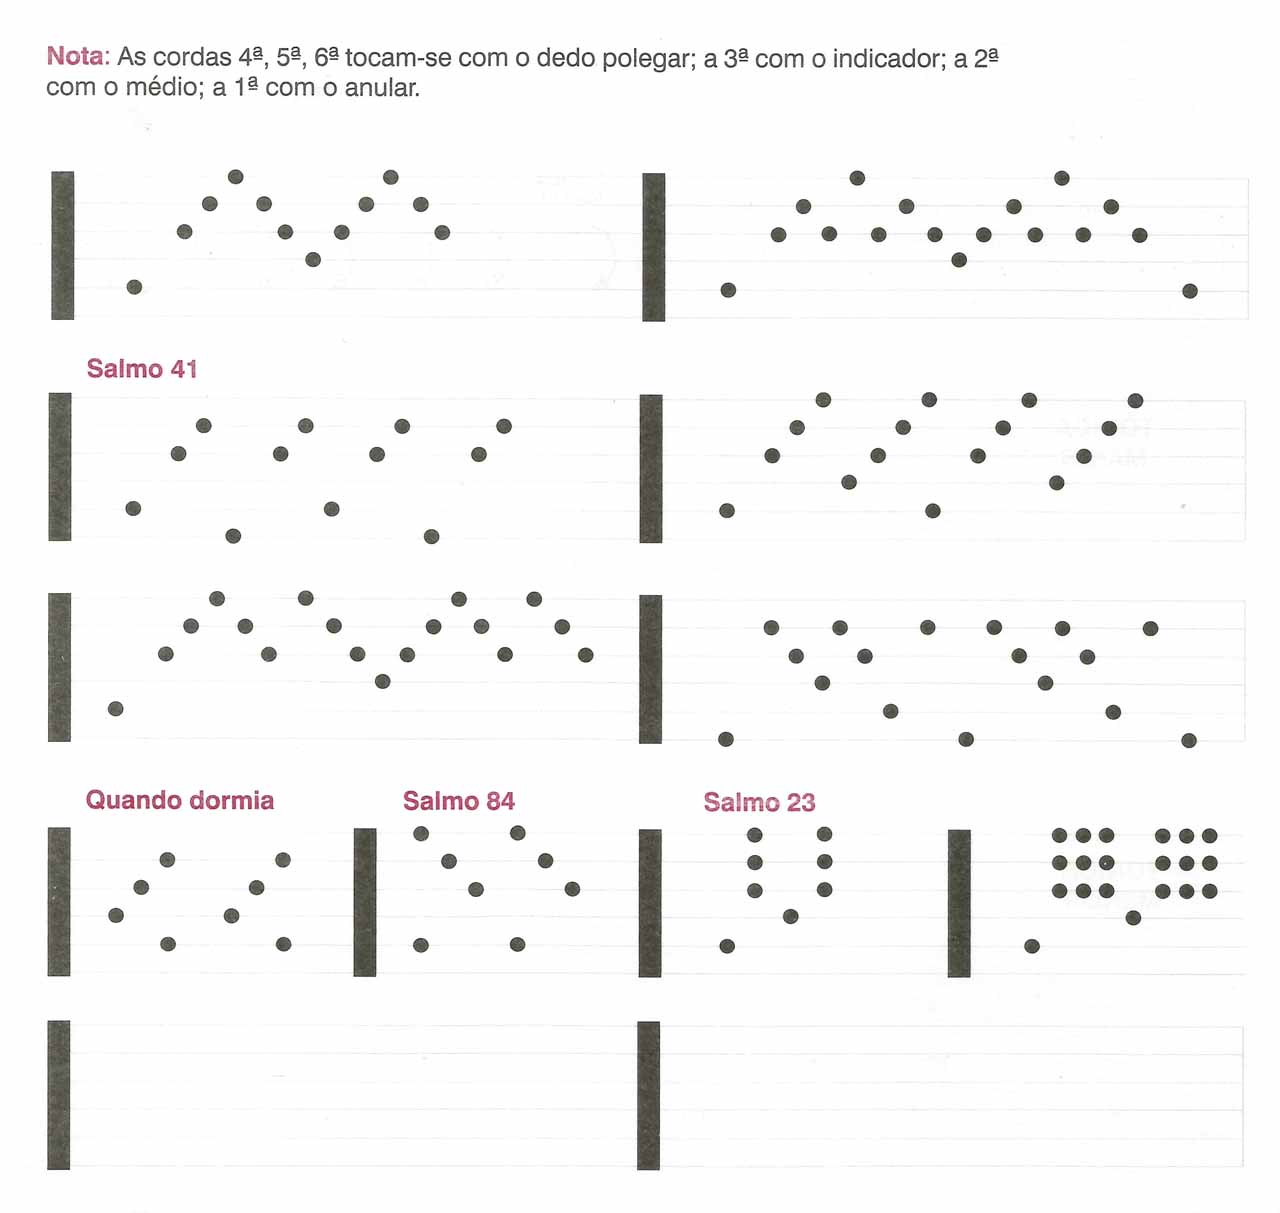 Nota: As cordas 4ª, 5ª, 6ª tocam-se com o dedo polegar; a 3ª com o indicador; a 2ª
com o médio; a 1ª com o anular.
Salmo 41
Quando dormia
Salmo 84
Salmo 23